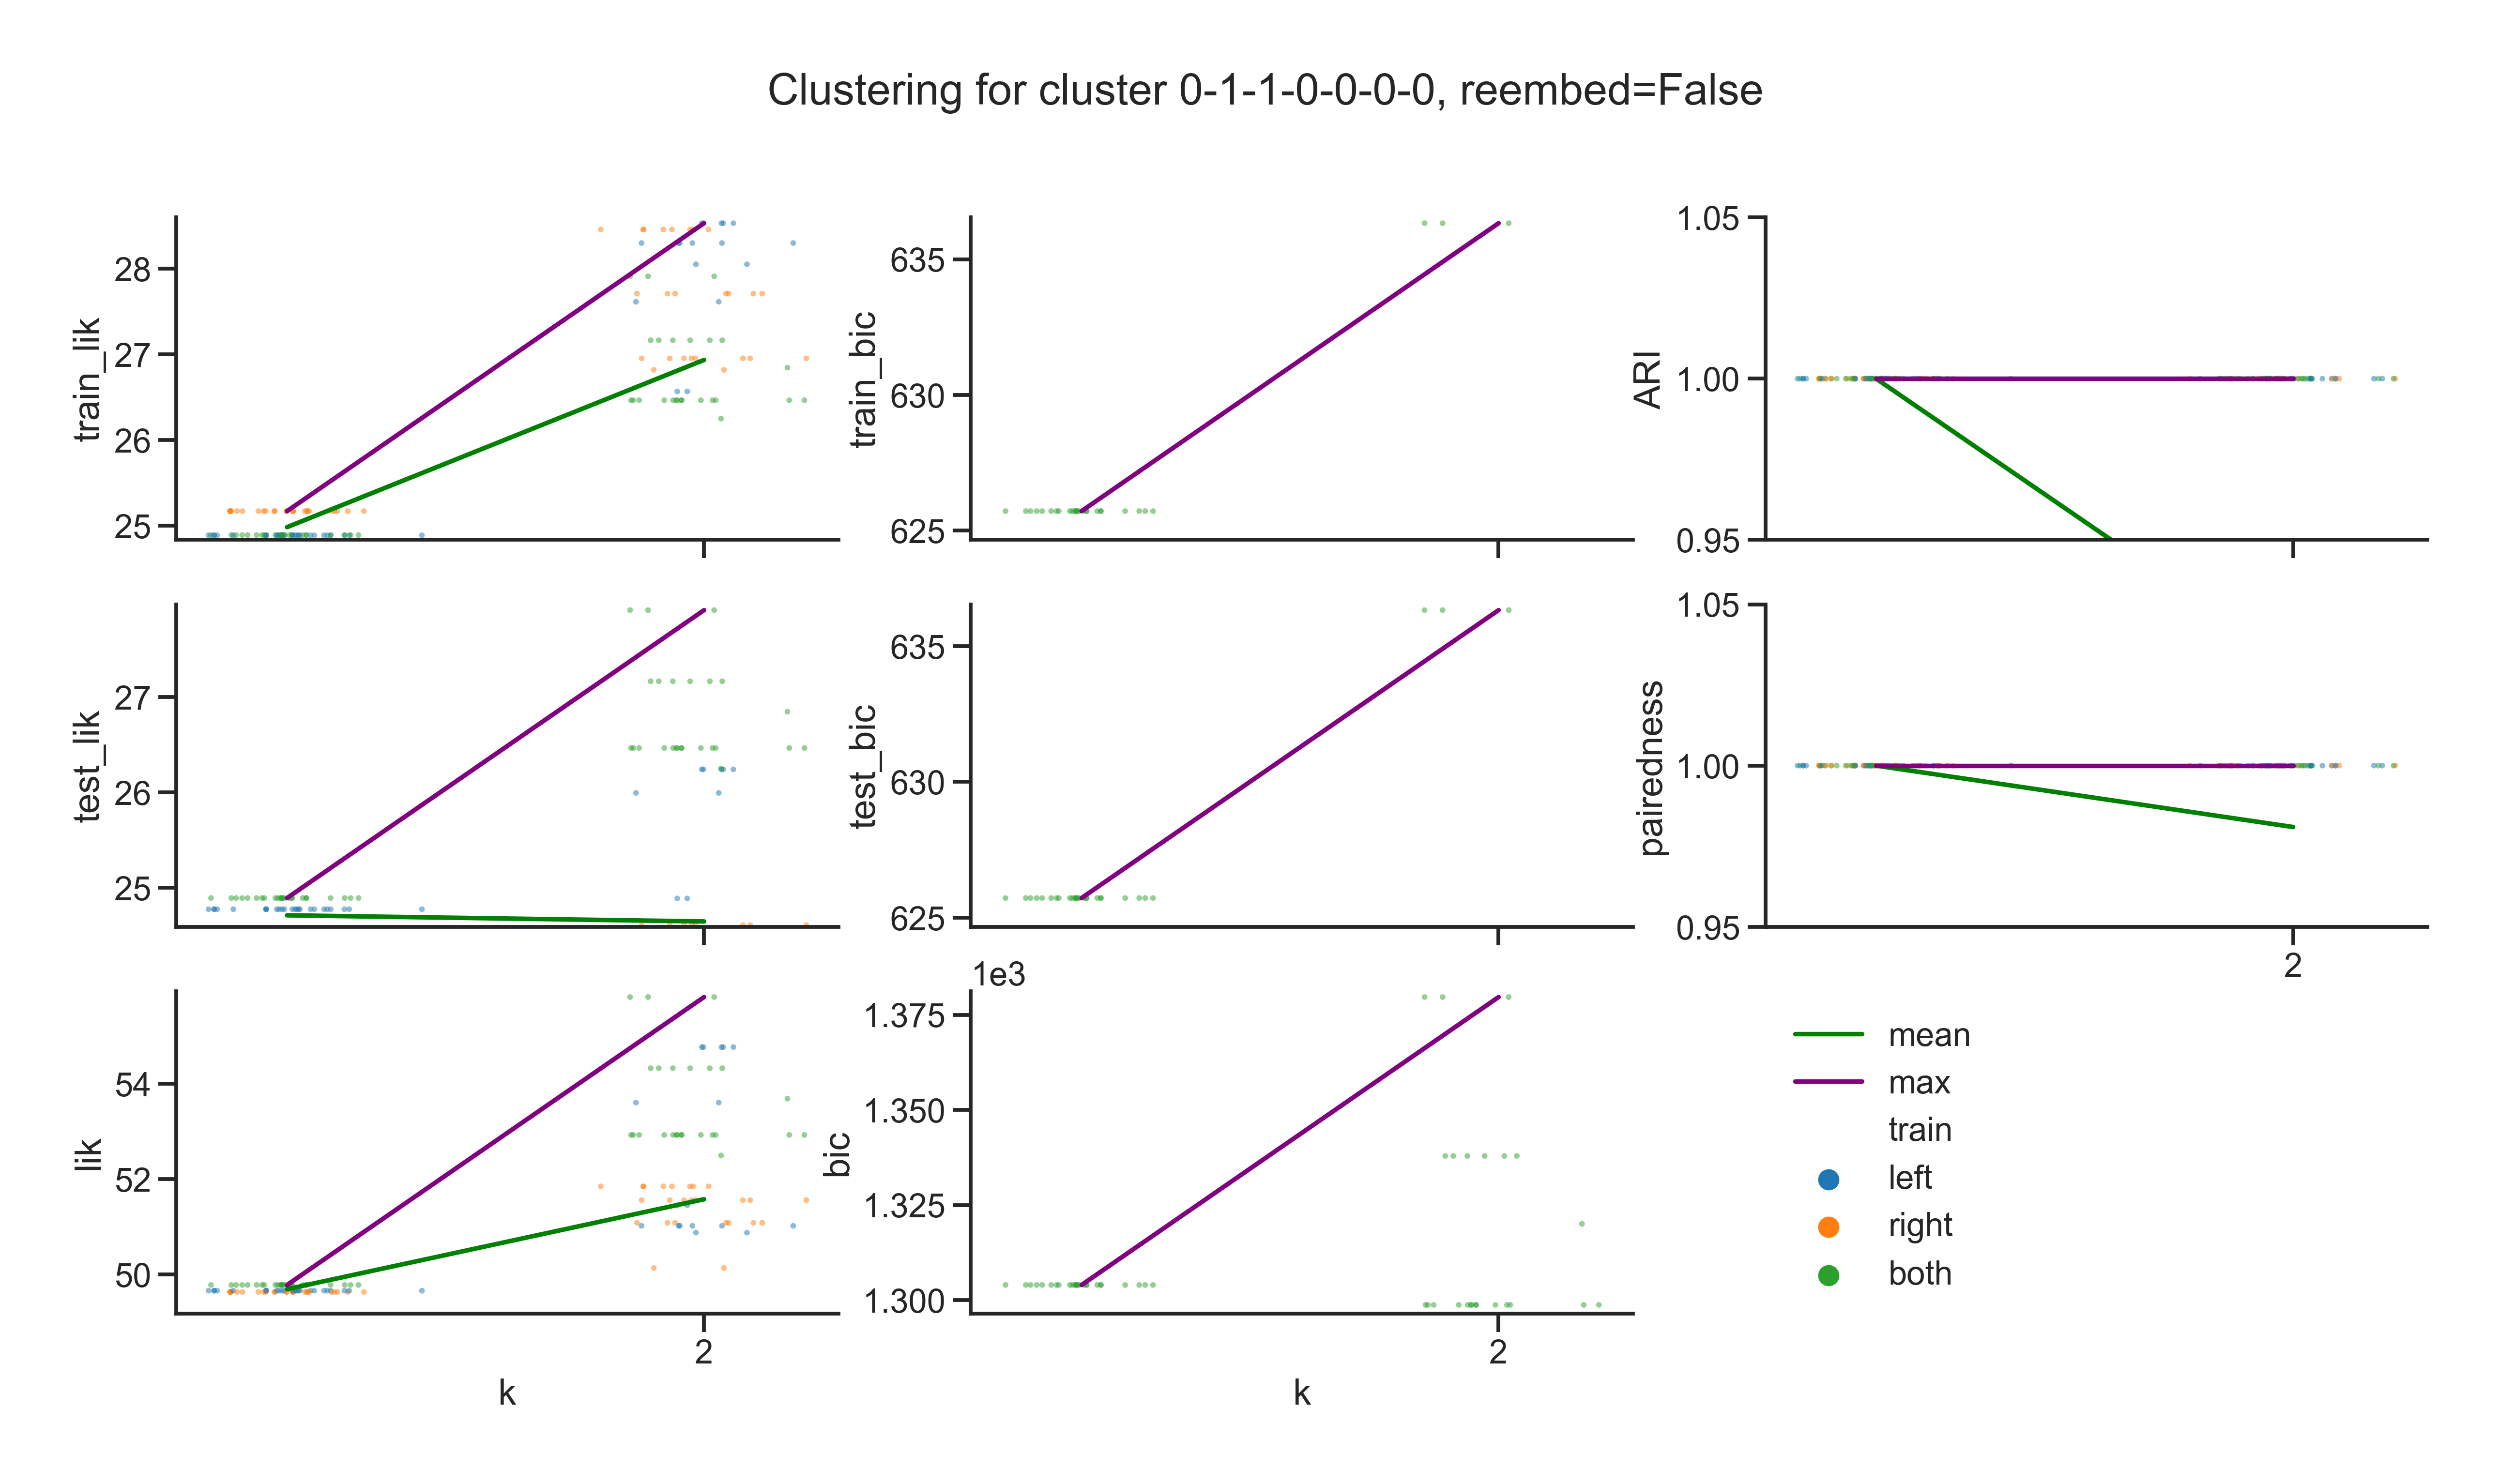 Clustering for cluster 0-1-1-0-0-0-0, reembed=False
train_lik
28
27
26
25
train_bic
635
630
625
ARI
1.05
1.00
0.95
test_lik
27
26
25
test_bic
635
630
625
pairedness
1.05
1.00
0.95
2
lik
54
52
50
2
k
bic
1e3
1.375
1.350
1.325
1.300
2
k
mean
max
train
left
right
both